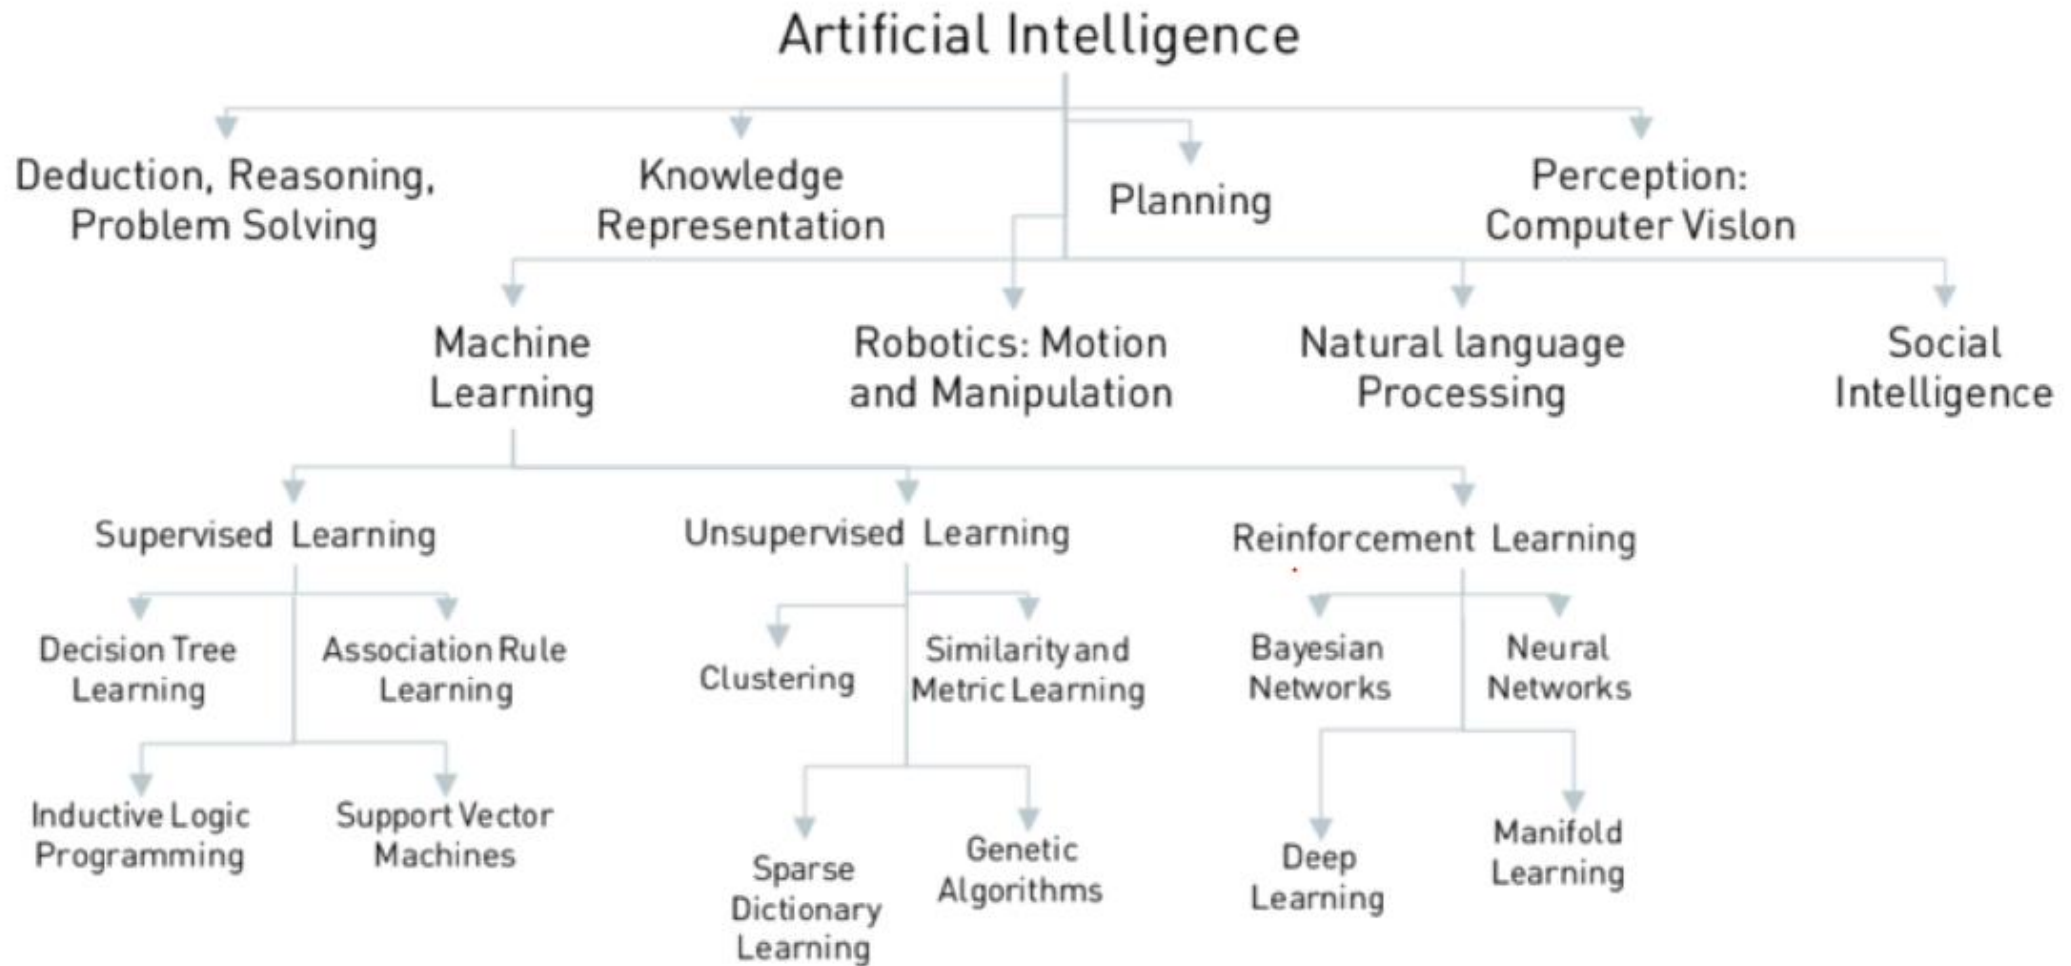 Artificial Intelligence
Deduction, Reasoning,
Problem Solving
Knowledge
Representation
Planning
Perception:
Computer Vislon
Machine
Learning
Robotics: Motion
and Manipulation
Natural language
Processing
Social
Intelligence
Supervised Learning
Unsupervised Learning
Reinforcement Learning
Decision Tree
Learning
Association Rule
Learning
Clustering
Similarity and
Metric Learning
Bayesian
Networks
Neural
Networks
Inductive Logic
Programming
Support Vector
Machines
Sparse
Dictionary
Learning
Genetic
Algorithms
Deep
Learning
Manifold
Learning